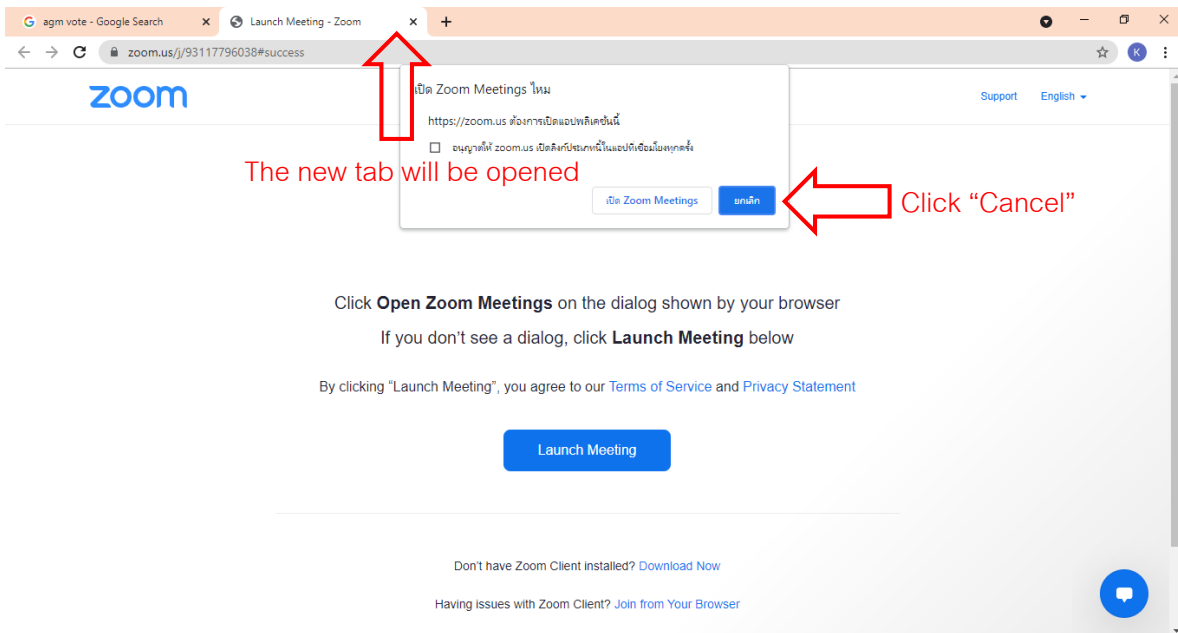 agm vote - Google Search
Launch Meeting - Zoom
zoom.us/j/93117796038#success
K
zoom
Support
English
เปิด Zoom Meetings ไหม
https://zoom.us ต้องการเปิดแอปพลิเคชันนี้
อนุญาตให้ zoom.us เปิดลิงก์ประเภทนี้ในแอปที่เชื่อมโยงทุกครั้ง
เปิด Zoom Meetings
ยกเลิก
The new tab will be opened
Click “Cancel”
Click Open Zoom Meetings on the dialog shown by your browser
If you don’t see a dialog, click Launch Meeting below
By clicking “Launch Meeting”, you agree to our Terms of Service and Privacy Statement
Launch Meeting
Don’t have Zoom Client installed? Download Now
Having issues with Zoom Client? Join from Your Browser